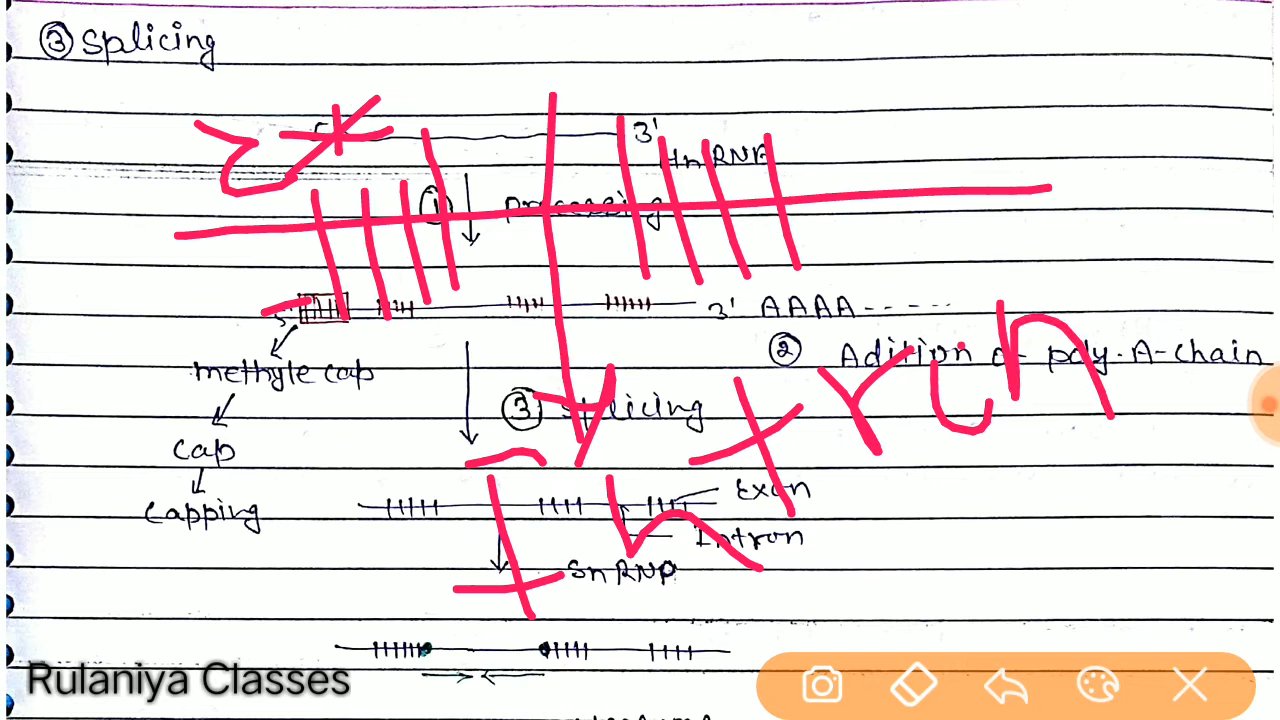 ③ Splicing
3'
HnRNA
① Processing
5' 3' AAAA------
② Adition of poly-A-chain
methyle cap
③ Splicing
cap
Exon
Capping
Intron
SnRNP
Intron
Rulaniya Classes